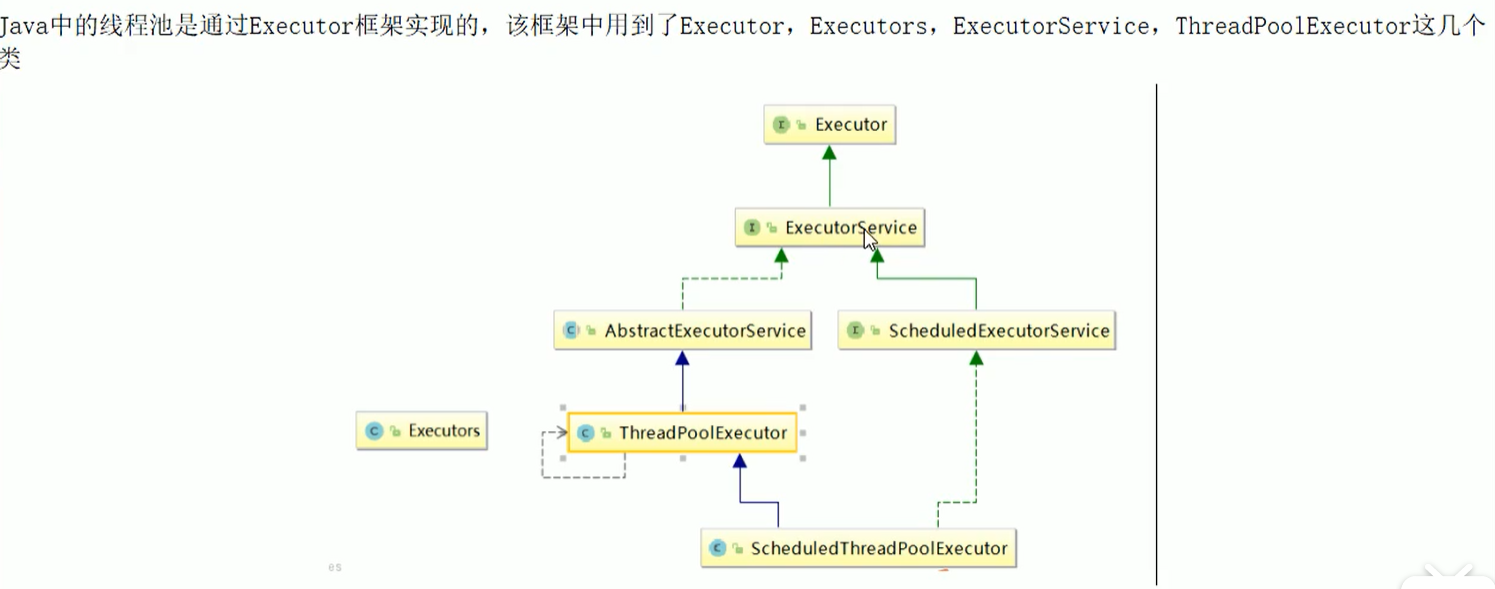 Java中的线程池是通过Executor框架实现的，该框架中用到了Executor，Executors，ExecutorService，ThreadPoolExecutor这几个
类
Executor
ExecutorService
AbstractExecutorService
ScheduledExecutorService
Executors
ThreadPoolExecutor
ScheduledThreadPoolExecutor
es